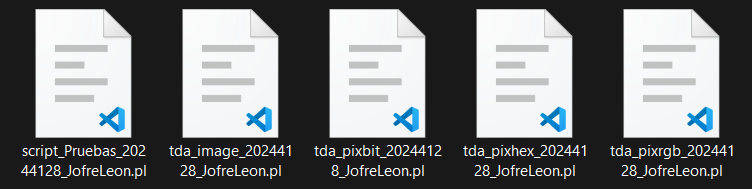 script_Pruebas_202
44128_JofreLeon.pl
tda_image_202441
28_JofreLeon.pl
tda_pixbit_2024412
8_JofreLeon.pl
tda_pixhex_202441
28_JofreLeon.pl
tda_pixrgb_202441
28_JofreLeon.pl